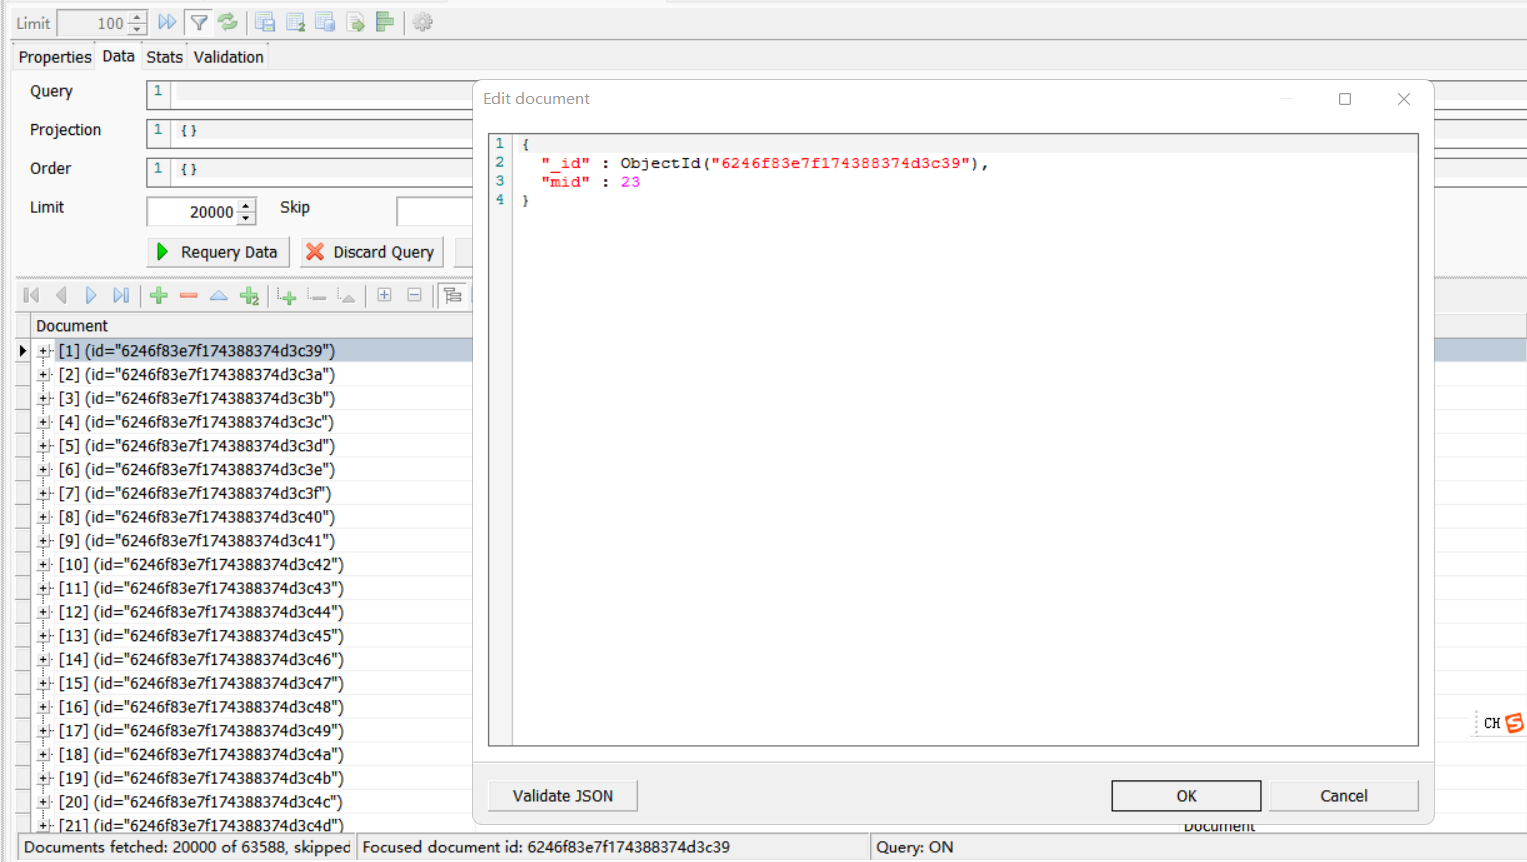 Limit 100
Properties Data Stats Validation
Query 1
Projection 1 {}
Order 1 {}
Limit 20000 Skip
Requery Data Discard Query
Document
[1] (id="6246f83e7f174388374d3c39")
[2] (id="6246f83e7f174388374d3c3a")
[3] (id="6246f83e7f174388374d3c3b")
[4] (id="6246f83e7f174388374d3c3c")
[5] (id="6246f83e7f174388374d3c3d")
[6] (id="6246f83e7f174388374d3c3e")
[7] (id="6246f83e7f174388374d3c3f")
[8] (id="6246f83e7f174388374d3c40")
[9] (id="6246f83e7f174388374d3c41")
[10] (id="6246f83e7f174388374d3c42")
[11] (id="6246f83e7f174388374d3c43")
[12] (id="6246f83e7f174388374d3c44")
[13] (id="6246f83e7f174388374d3c45")
[14] (id="6246f83e7f174388374d3c46")
[15] (id="6246f83e7f174388374d3c47")
[16] (id="6246f83e7f174388374d3c48")
[17] (id="6246f83e7f174388374d3c49")
[18] (id="6246f83e7f174388374d3c4a")
[19] (id="6246f83e7f174388374d3c4b")
[20] (id="6246f83e7f174388374d3c4c")
[21] (id="6246f83e7f174388374d3c4d")
Edit document
1 {
2 "_id" : ObjectId("6246f83e7f174388374d3c39"),
3 "mid" : 23
4 }
Validate JSON OK Cancel
Document
CH S
Documents fetched: 20000 of 63588, skipped Focused document id: 6246f83e7f174388374d3c39 Query: ON